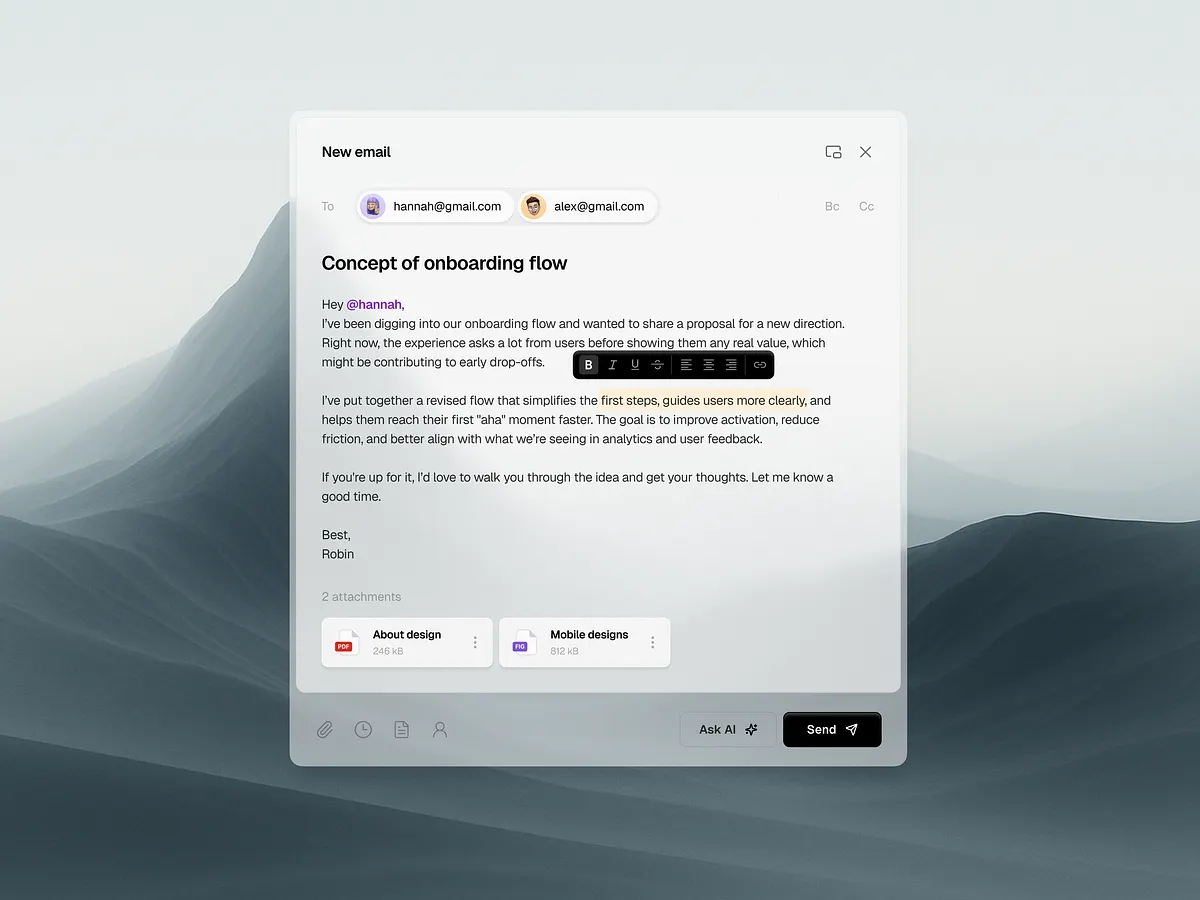 New email
To hannah@gmail.com alex@gmail.com Bc Cc
Concept of onboarding flow
Hey @hannah,
I’ve been digging into our onboarding flow and wanted to share a proposal for a new direction.
Right now, the experience asks a lot from users before showing them any real value, which
might be contributing to early drop-offs.
B I U S
I’ve put together a revised flow that simplifies the first steps, guides users more clearly, and
helps them reach their first "aha" moment faster. The goal is to improve activation, reduce
friction, and better align with what we’re seeing in analytics and user feedback.
If you’re up for it, I’d love to walk you through the idea and get your thoughts. Let me know a
good time.
Best,
Robin
2 attachments
PDF About design
246 kB
FIG Mobile designs
812 kB
Ask AI Send